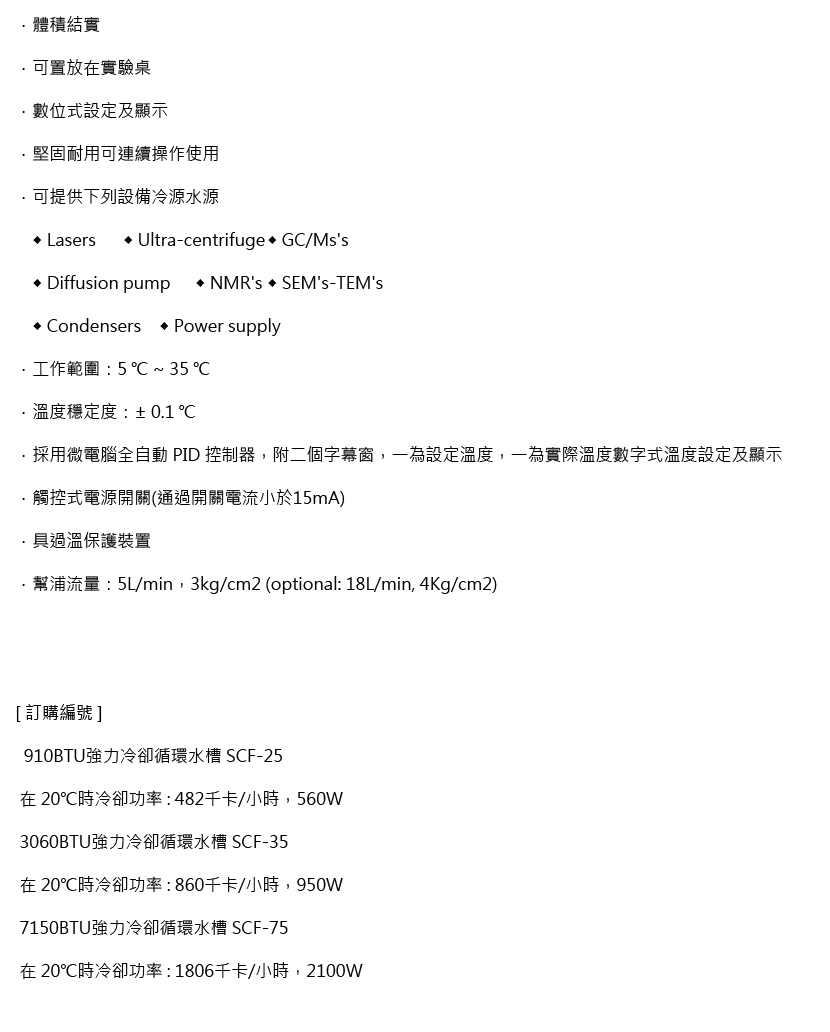 ．體積結實
．可置放在實驗桌
．數位式設定及顯示
．堅固耐用可連續操作使用
．可提供下列設備冷源水源
◆ Lasers ◆ Ultra-centrifuge ◆ GC/Ms's
◆ Diffusion pump ◆ NMR's ◆ SEM's-TEM's
◆ Condensers ◆ Power supply
．工作範圍：5 ℃ ~ 35 ℃
．溫度穩定度：± 0.1 ℃
．採用微電腦全自動 PID 控制器，附二個字幕窗，一為設定溫度，一為實際溫度數字式溫度設定及顯示
．觸控式電源開關(通過開關電流小於15mA)
．具過溫保護裝置
．幫浦流量：5L/min，3kg/cm2 (optional: 18L/min, 4Kg/cm2)
[ 訂購編號 ]
910BTU強力冷卻循環水槽 SCF-25
在 20℃時冷卻功率 : 482千卡/小時，560W
3060BTU強力冷卻循環水槽 SCF-35
在 20℃時冷卻功率 : 860千卡/小時，950W
7150BTU強力冷卻循環水槽 SCF-75
在 20℃時冷卻功率 : 1806千卡/小時，2100W